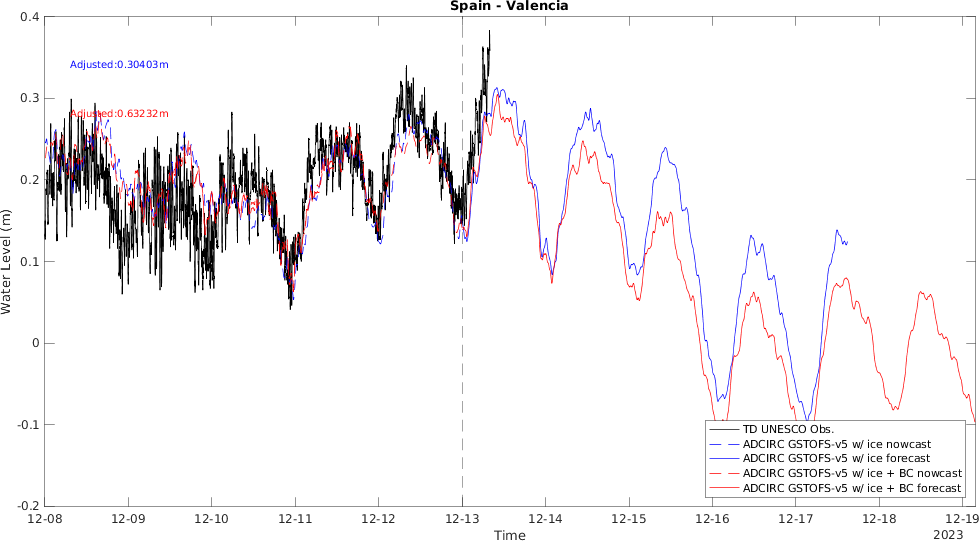 Spain - Valencia
Adjusted:0.30403m
Adjusted:0.63232m
Water Level (m)
0.4
0.3
0.2
0.1
0
-0.1
-0.2
TD UNESCO Obs.
ADCIRC GSTOFS-v5 w/ ice nowcast
ADCIRC GSTOFS-v5 w/ ice forecast
ADCIRC GSTOFS-v5 w/ ice + BC nowcast
ADCIRC GSTOFS-v5 w/ ice + BC forecast
12-08 12-09 12-10 12-11 12-12 12-13 12-14 12-15 12-16 12-17 12-18 12-19
Time
2023